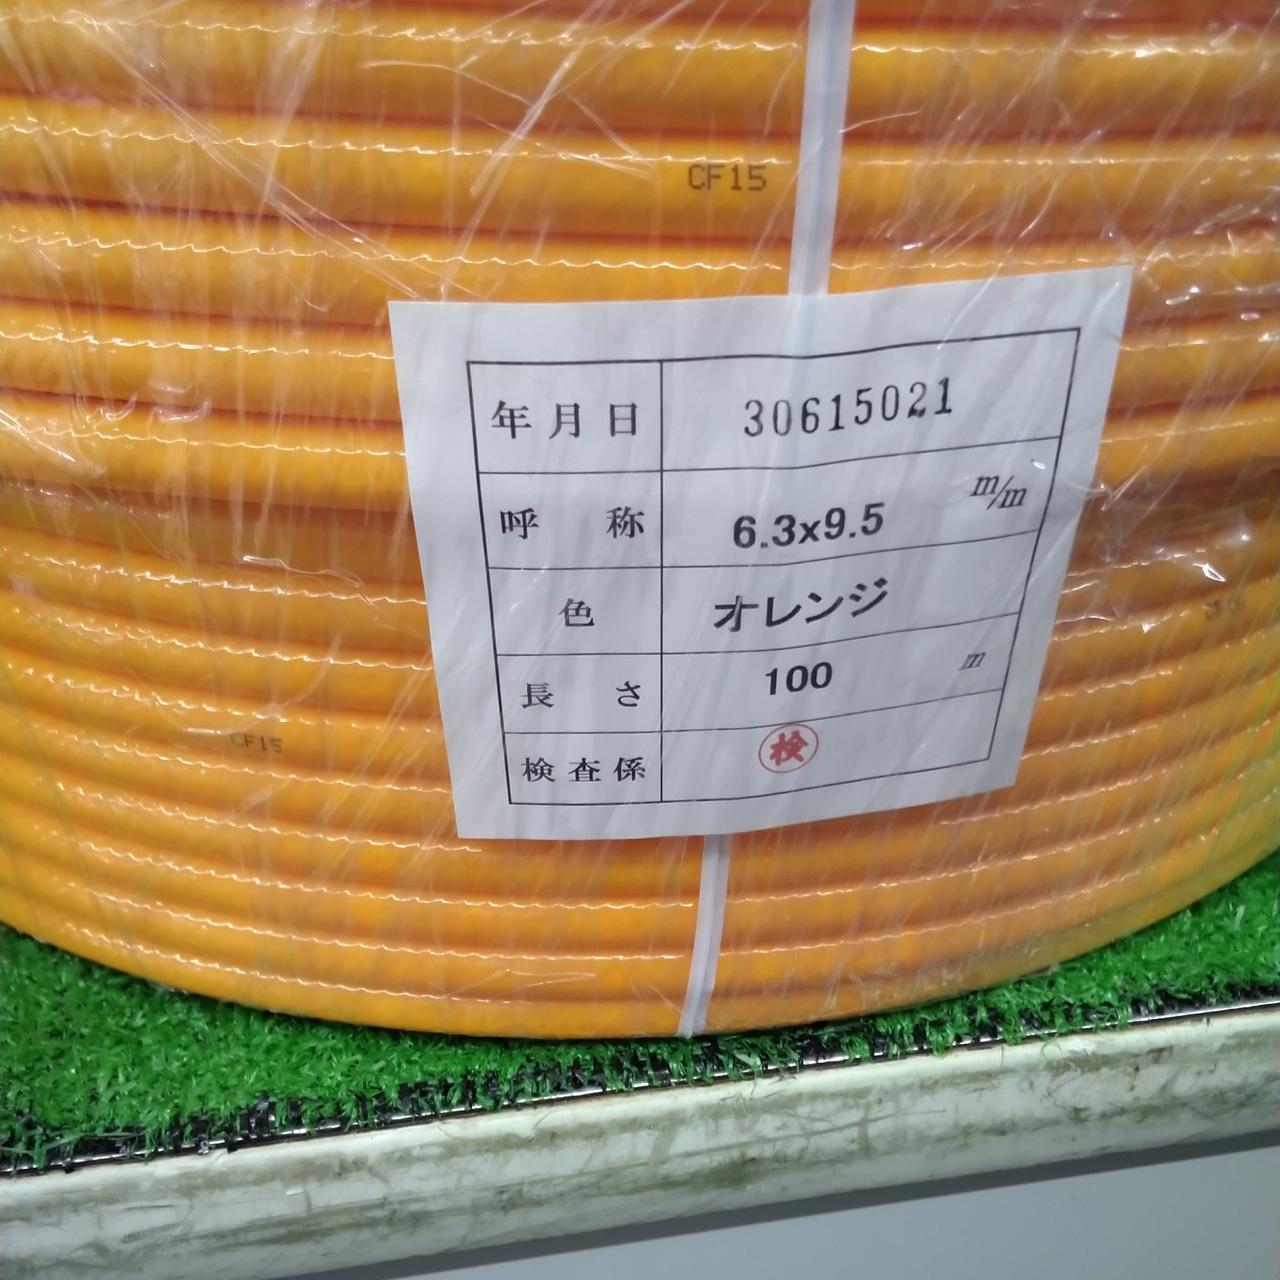 CF15
年月日 30615021
呼称 6.3x9.5 m/m
色 オレンジ
長さ 100 m
検査係 検
CF15